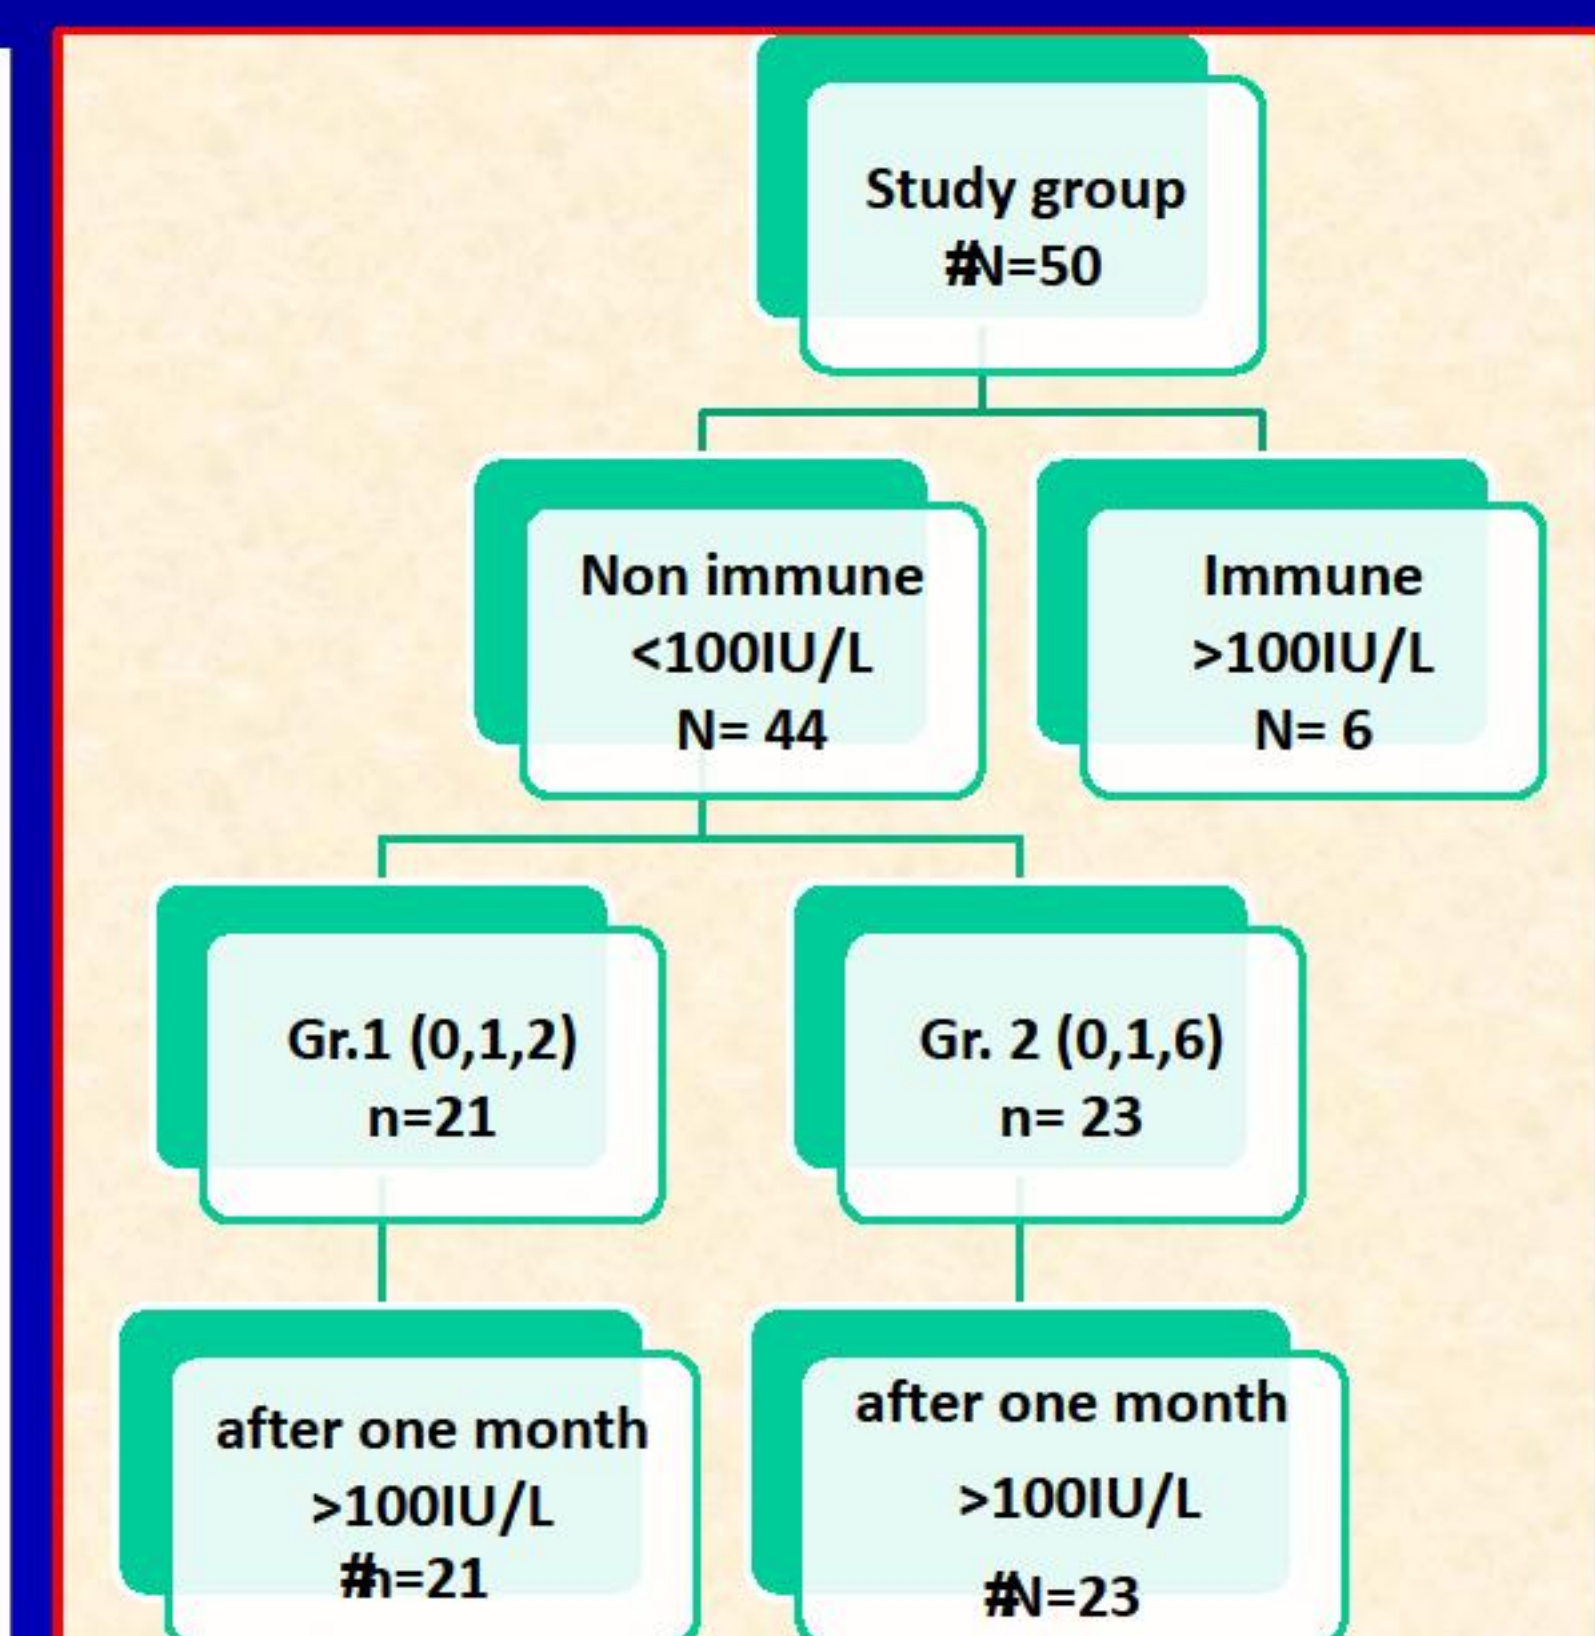 Study group
#N=50
Non immune
<100IU/L
N= 44
Immune
>100IU/L
N= 6
Gr.1 (0,1,2)
n=21
Gr. 2 (0,1,6)
n= 23
after one month
>100IU/L
#n=21
after one month
>100IU/L
#N=23